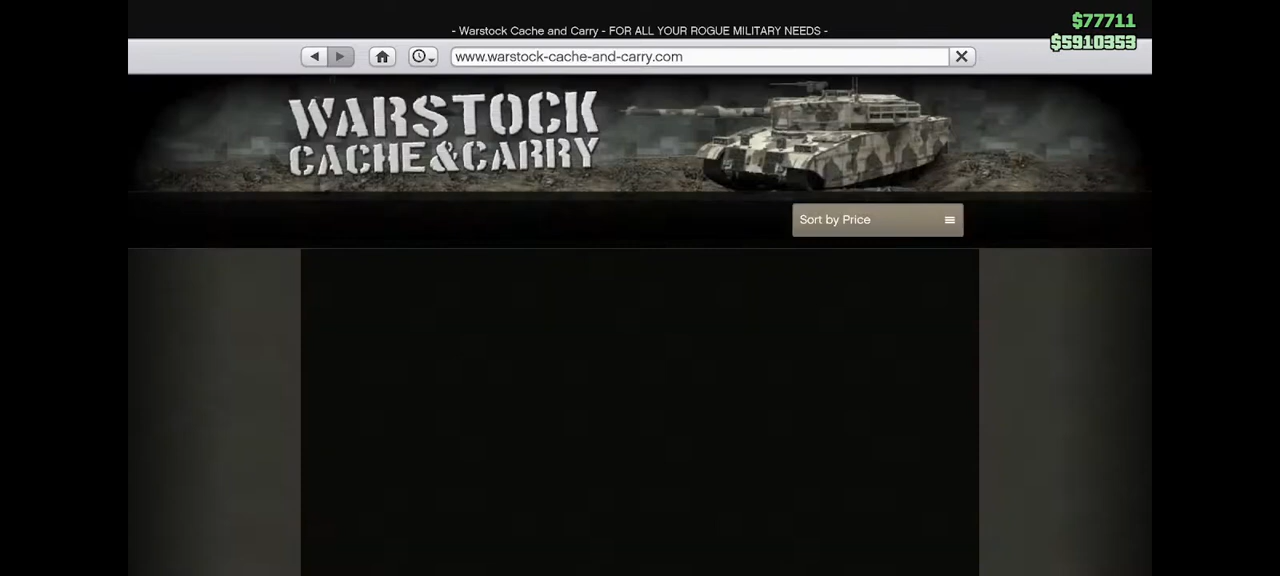 - Warstock Cache and Carry - FOR ALL YOUR ROGUE MILITARY NEEDS -
$77711
$5910353
www.warstock-cache-and-carry.com
WARSTOCK
CACHE&CARRY
Sort by Price